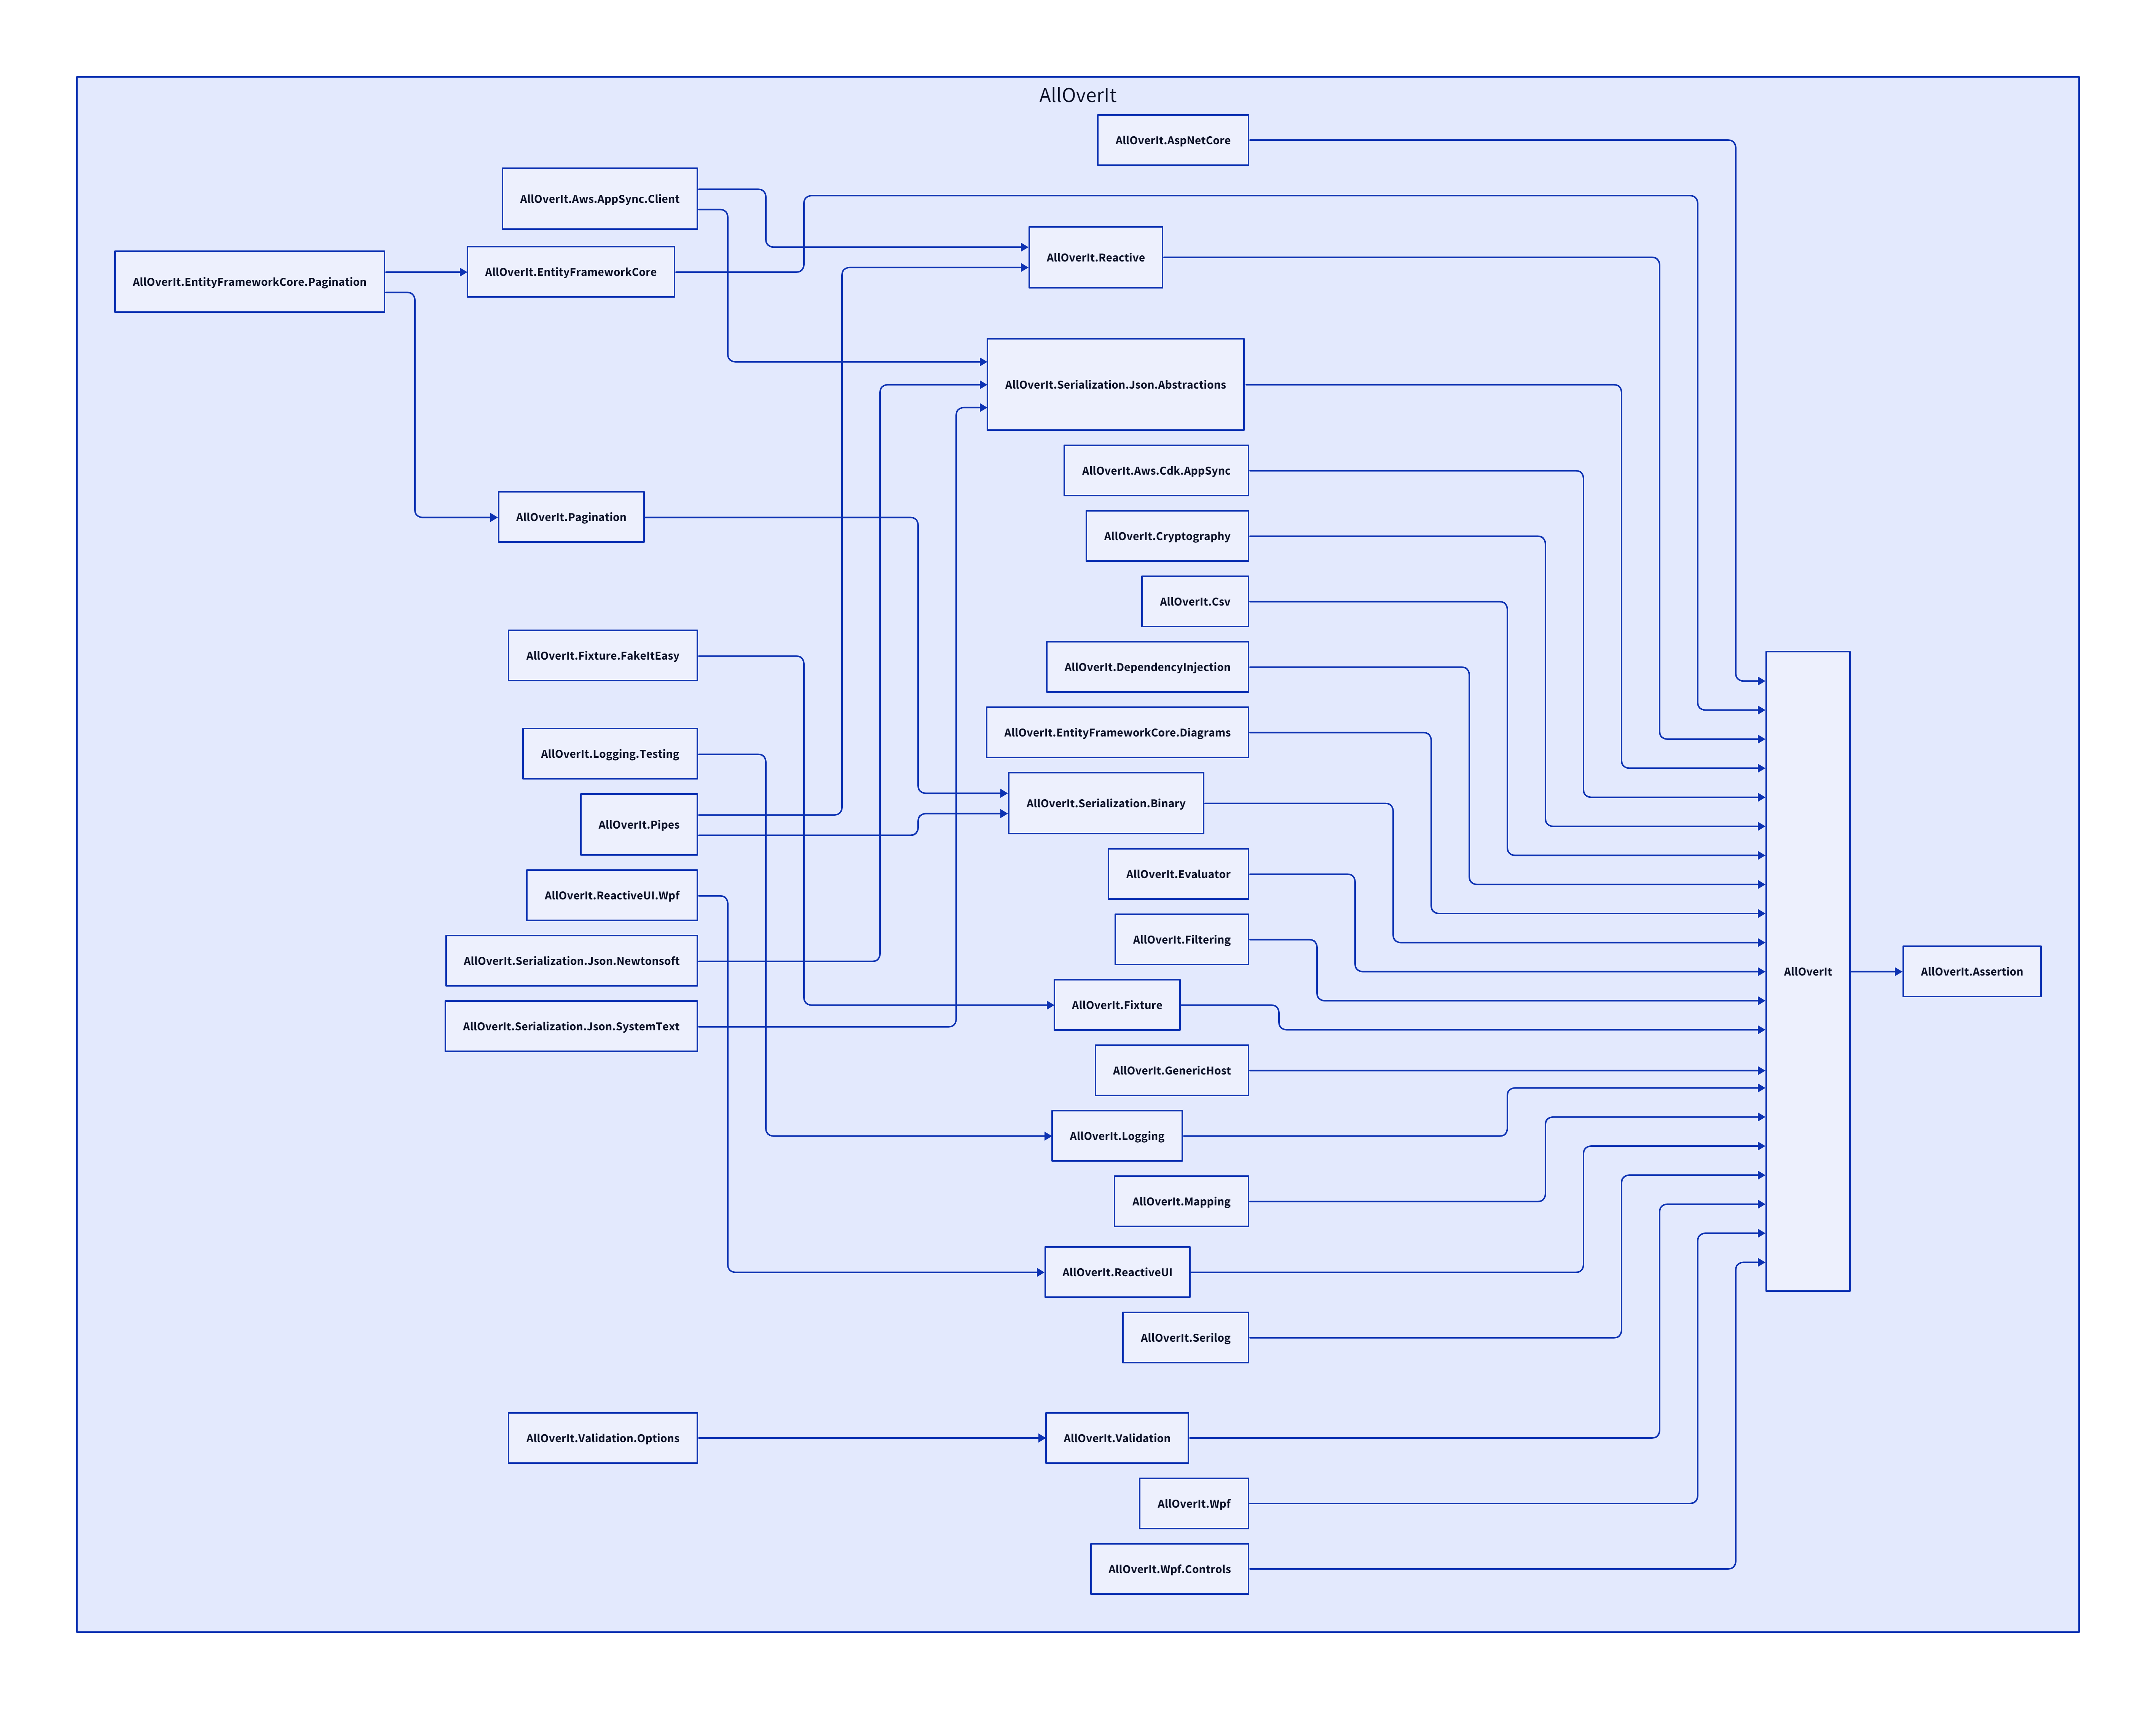 AllOverIt
AllOverIt.AspNetCore
AllOverIt.Aws.AppSync.Client
AllOverIt.Reactive
AllOverIt.EntityFrameworkCore
AllOverIt.EntityFrameworkCore.Pagination
AllOverIt.Serialization.Json.Abstractions
AllOverIt.Aws.Cdk.AppSync
AllOverIt.Pagination
AllOverIt.Cryptography
AllOverIt.Csv
AllOverIt.Fixture.FakeItEasy
AllOverIt.DependencyInjection
AllOverIt.EntityFrameworkCore.Diagrams
AllOverIt.Logging.Testing
AllOverIt.Serialization.Binary
AllOverIt.Pipes
AllOverIt.Evaluator
AllOverIt.ReactiveUI.Wpf
AllOverIt.Filtering
AllOverIt.Serialization.Json.Newtonsoft
AllOverIt
AllOverIt.Assertion
AllOverIt.Fixture
AllOverIt.Serialization.Json.SystemText
AllOverIt.GenericHost
AllOverIt.Logging
AllOverIt.Mapping
AllOverIt.ReactiveUI
AllOverIt.Serilog
AllOverIt.Validation.Options
AllOverIt.Validation
AllOverIt.Wpf
AllOverIt.Wpf.Controls